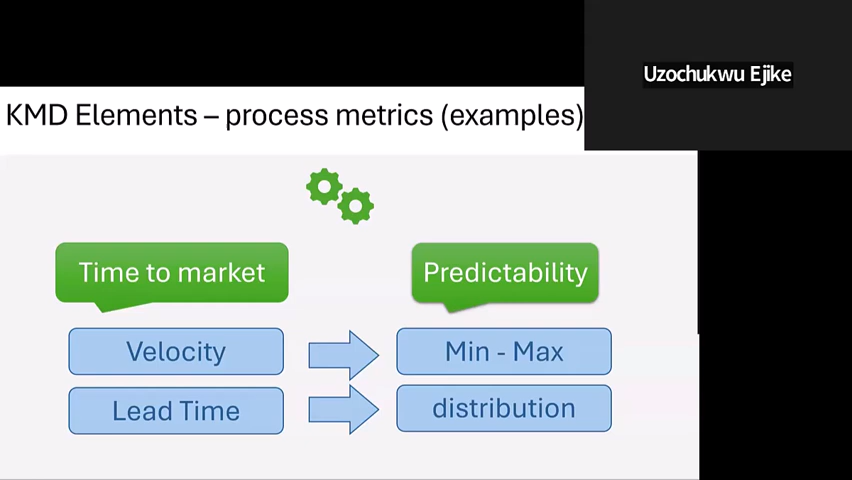 Uzochukwu Ejike
KMD Elements – process metrics (examples)
Time to market
Predictability
Velocity
Min - Max
Lead Time
distribution